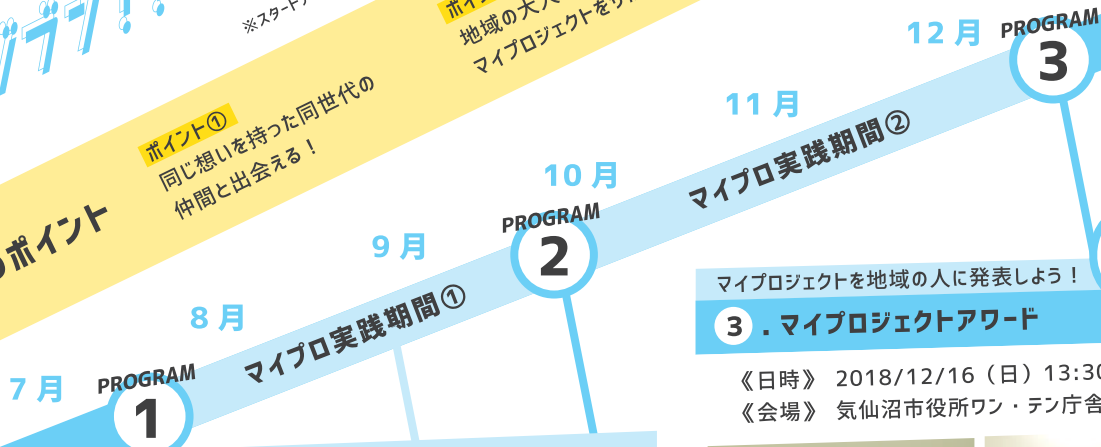 ※スタート
ポイント①
同じ想いを持った同世代の
仲間と出会える！
地域の大人
マイプロジェクトを
ポイント
7月
PROGRAM
1
8月
マイプロ実践期間①
9月
PROGRAM
2
10月
マイプロ実践期間②
11月
12月
PROGRAM
3
マイプロジェクトを地域の人に発表しよう！
3 . マイプロジェクトアワード
《日時》 2018/12/16（日）13:30
《会場》 気仙沼市役所ワン・テン庁舎